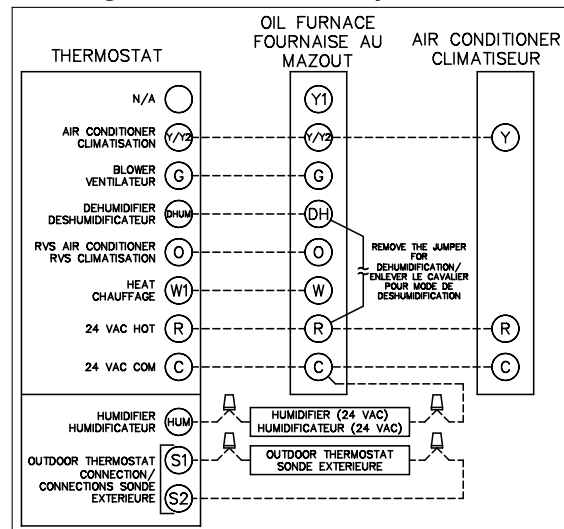 THERMOSTAT
OIL FURNACE
FOURNAISE AU
MAZOUT
AIR CONDITIONER
CLIMATISEUR
N/A
Y1
AIR CONDITIONER
CLIMATISATION
Y/Y2
Y/Y2
Y
BLOWER
VENTILATEUR
G
G
DEHUMIDIFIER
DESHUMIDIFICATEUR
DHUM
DH
RVS AIR CONDITIONER
RVS CLIMATISATION
O
O
REMOVE THE JUMPER
FOR
DEHUMIDIFICATION/
ENLEVER LE CAVALIER
POUR MODE DE
DESHUMIDIFICATION
HEAT
CHAUFFAGE
W1
W
24 VAC HOT
R
R
R
24 VAC COM
C
C
C
HUMIDIFIER
HUMIDIFICATEUR
HUM
HUMIDIFIER (24 VAC)
HUMIDIFICATEUR (24 VAC)
OUTDOOR THERMOSTAT
CONNECTION/
CONNECTIONS SONDE
EXTERIEURE
S1
OUTDOOR THERMOSTAT
SONDE EXTERIEURE
S2